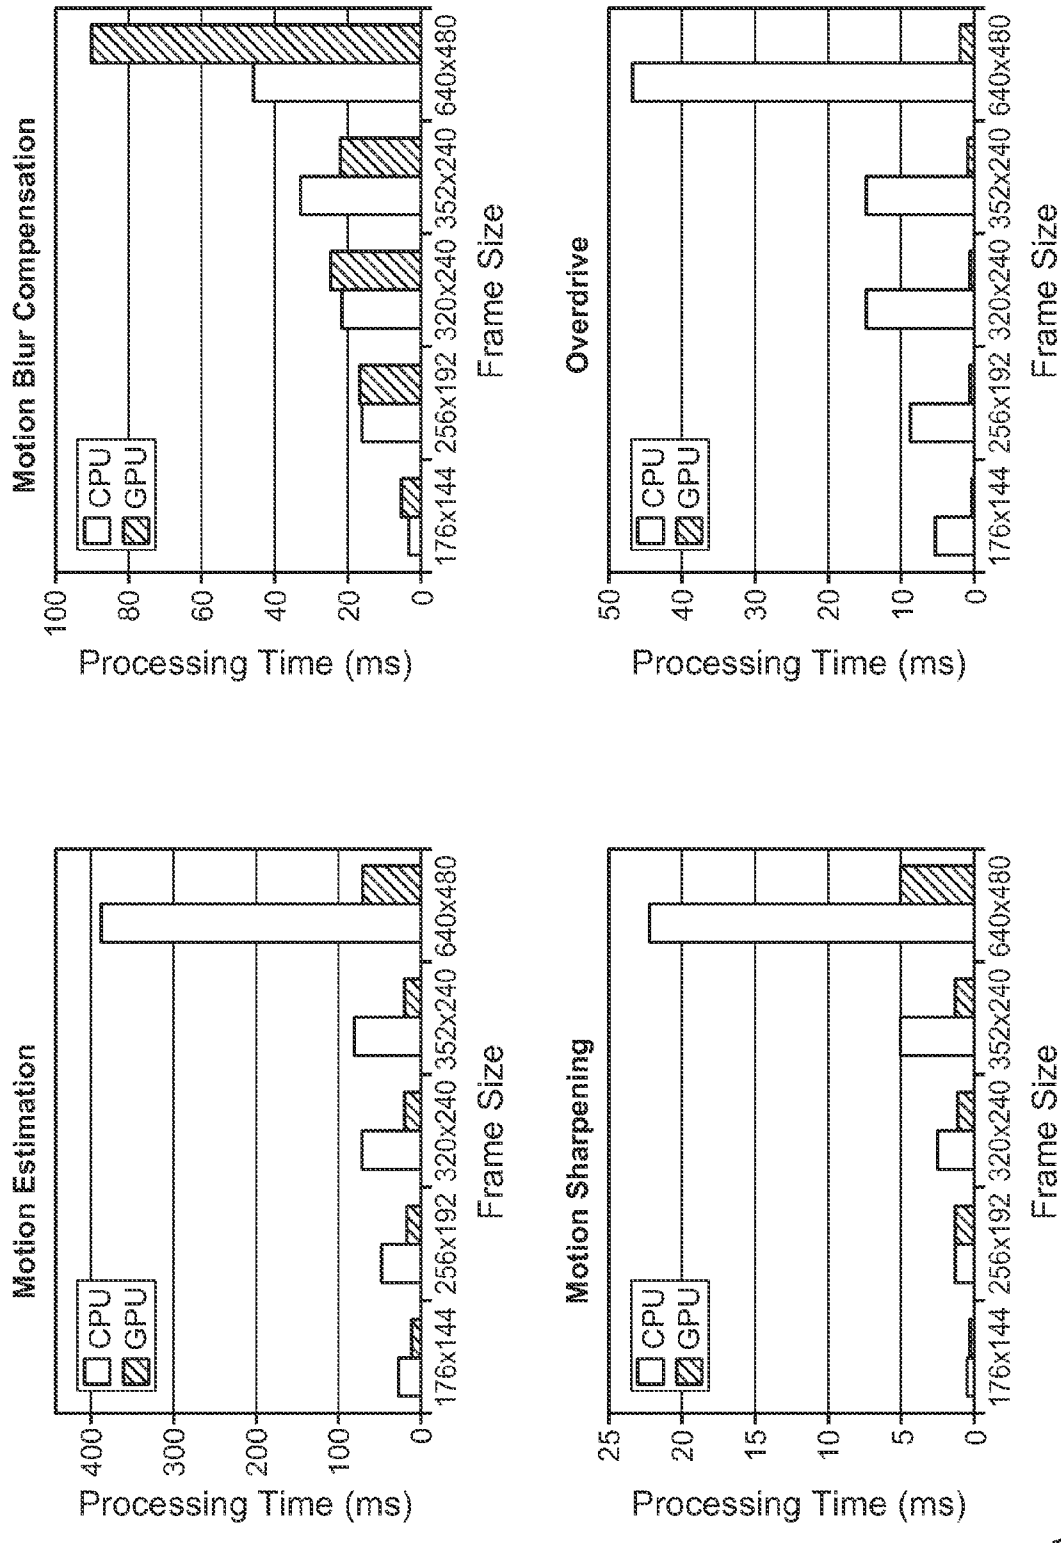 Motion Estimation
CPU
GPU
400
300
200
100
0
Processing Time (ms)
176x144 256x192 320x240 352x240 640x480
Frame Size
Motion Blur Compensation
CPU
GPU
100
80
60
40
20
0
Processing Time (ms)
176x144 256x192 320x240 352x240 640x480
Frame Size
Motion Sharpening
CPU
GPU
25
20
15
10
5
0
Processing Time (ms)
176x144 256x192 320x240 352x240 640x480
Frame Size
Overdrive
CPU
GPU
50
40
30
20
10
0
Processing Time (ms)
176x144 256x192 320x240 352x240 640x480
Frame Size